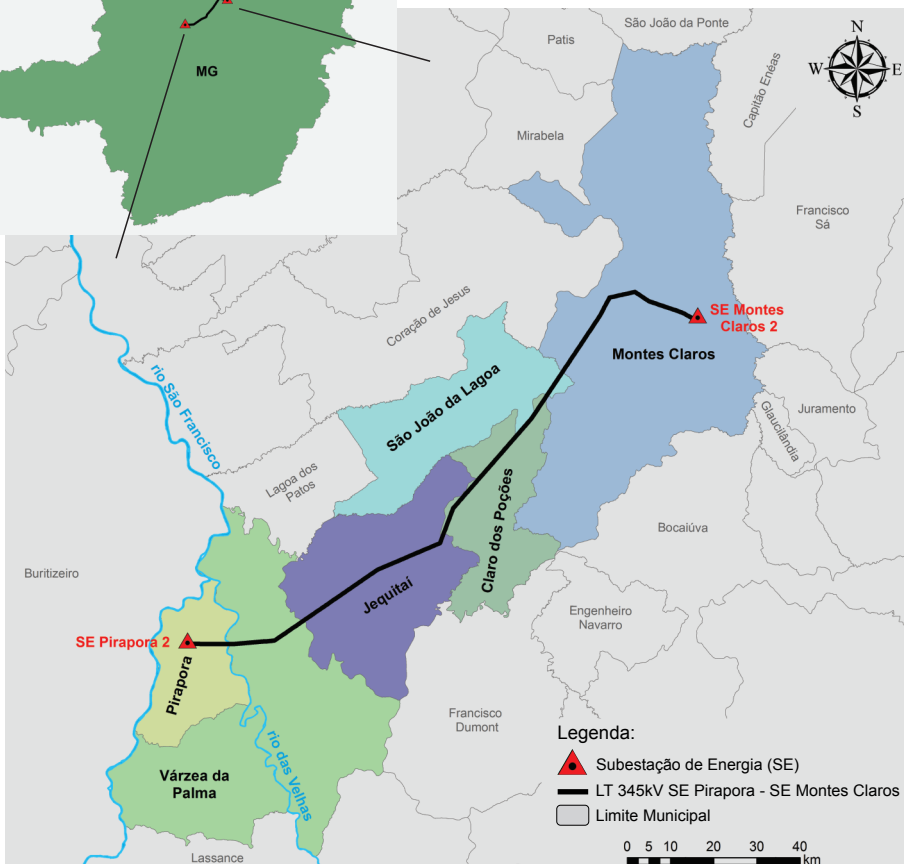 MG
São João da Ponte
Patis
N
W
E
S
Capitão Enéas
Mirabela
Francisco
Sá
Coração de Jesus
SE Montes
Claros 2
Montes Claros
rio São Francisco
São João da Lagoa
Juramento
Glaucilândia
Lagoa dos
Patos
Claro dos Poções
Bocaiúva
Buritizeiro
Jequitaí
Engenheiro
Navarro
SE Pirapora 2
Pirapora
Francisco
Dumont
rio das Velhas
Várzea da
Palma
Lassance
Legenda:
Subestação de Energia (SE)
LT 345kV SE Pirapora - SE Montes Claros
Limite Municipal
0 5 10 20 30 40
km